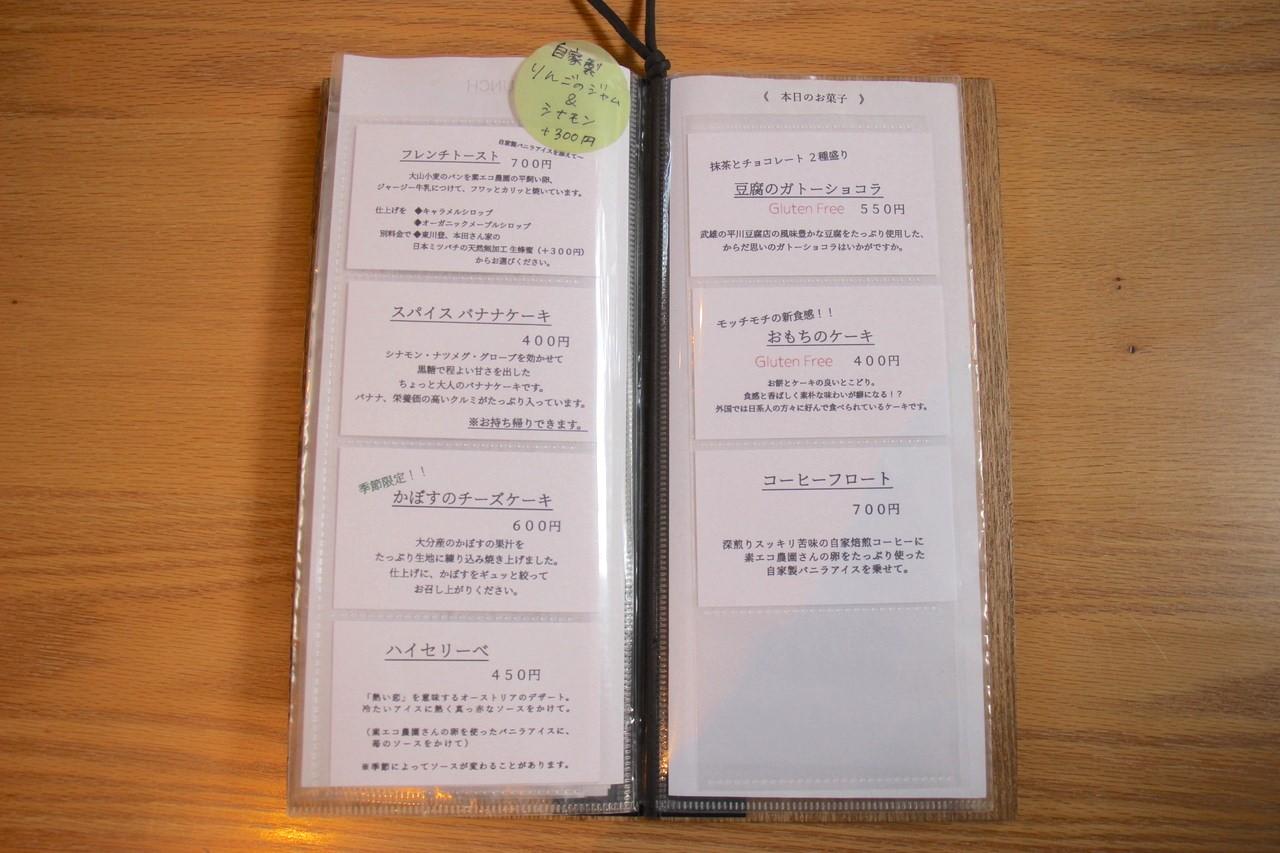 自家製
りんごのジャム
&
シナモン
+300円
自家製バニラアイスを添えて〜
フレンチトースト 700円
大山小麦のパンを素エコ農園の平飼い卵、
ジャージー牛乳につけて、フワッとカリッと焼いています。
仕上げを ◆キャラメルシロップ
◆オーガニックメープルシロップ
別料金で ◆東川登、本田さん家の
日本ミツバチの天然無加工 生蜂蜜（＋３００円）
からお選びください。
スパイス バナナケーキ
４００円
シナモン・ナツメグ・グローブを効かせて
黒糖で程よい甘さを出した
ちょっと大人のバナナケーキです。
バナナ、栄養価の高いクルミがたっぷり入っています。
※お持ち帰りできます。
季節限定！！
かぼすのチーズケーキ
６００円
大分産のかぼすの果汁を
たっぷり生地に練り込み焼き上げました。
仕上げに、かぼすをギュッと絞って
お召し上がりください。
ハイセリーベ
４５０円
「熱い恋」を意味するオーストリアのデザート。
冷たいアイスに熱く真っ赤なソースをかけて。
（素エコ農園さんの卵を使ったバニラアイスに、
苺のソースをかけて）
※季節によってソースが変わることがあります。
《 本日のお菓子 》
抹茶とチョコレート ２種盛り
豆腐のガトーショコラ
Gluten Free ５５０円
武雄の平川豆腐店の風味豊かな豆腐をたっぷり使用した、
からだ思いのガトーショコラはいかがですか。
モッチモチの新食感！！
おもちのケーキ
Gluten Free ４００円
お餅とケーキの良いとこどり。
食感と香ばしく素朴な味わいが癖になる！？
外国では日系人の方々に好んで食べられているケーキです。
コーヒーフロート
７００円
深煎りスッキリ苦味の自家焙煎コーヒーに
素エコ農園さんの卵をたっぷり使った
自家製バニラアイスを乗せて。